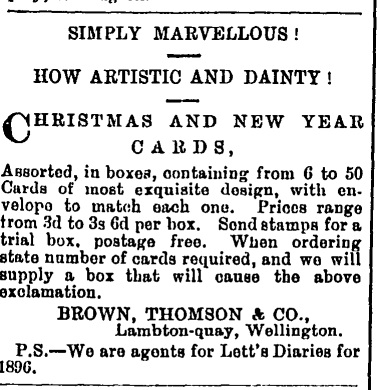 SIMPLY MARVELLOUS!
HOW ARTISTIC AND DAINTY!
CHRISTMAS AND NEW YEAR
CARDS,
Assorted, in boxes, containing from 6 to 50
Cards of most exquisite design, with en-
velope to match each one. Prices range
from 3d to 3s 6d per box. Send stamps for a
trial box, postage free. When ordering
state number of cards required, and we will
supply a box that will cause the above
exclamation.
BROWN, THOMSON & CO.,
Lambton-quay, Wellington.
P.S.—We are agents for Lett's Diaries for
1896.